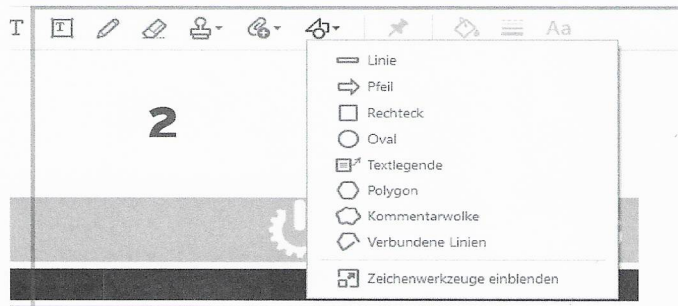 T T Aa
2
Linie
Pfeil
Rechteck
Oval
Textlegende
Polygon
Kommentarwolke
Verbundene Linien
Zeichenwerkzeuge einblenden